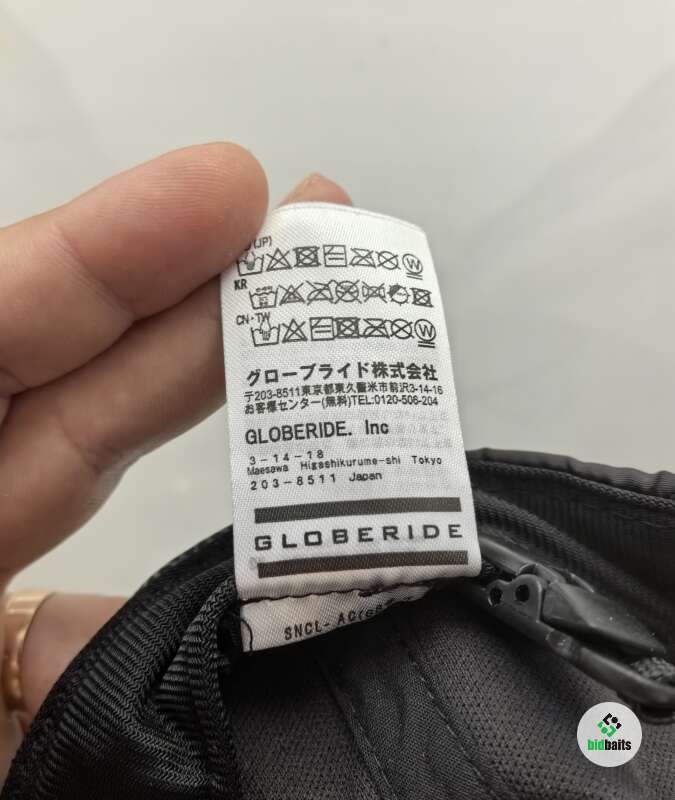 (JP)
KR
CN・TW
グローブライド株式会社
〒203-8511東京都東久留米市前沢3-14-16
お客様センター(無料)TEL:0120-506-204
GLOBERIDE. Inc
3-14-18
Maesawa Higashikurume-shi Tokyo
203-8511 Japan
GLOBERIDE
SNCL-
bidbaits